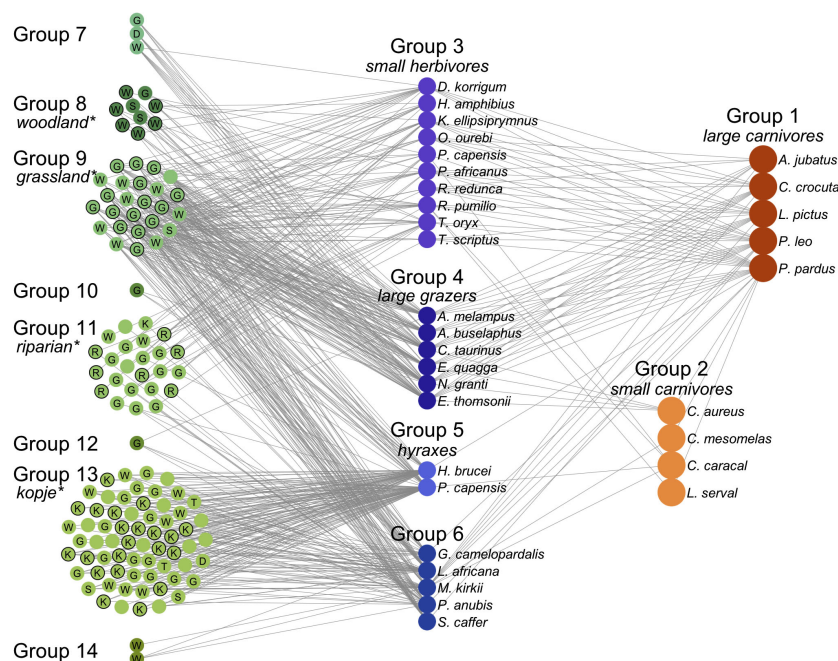 Group 7
G
D
W
Group 8
woodland*
W G
W S W
S
W W
W
Group 9
grassland*
G G G
W W G W G
G W G G
G G G G W
W G G S
W G W
G
Group 10
G
Group 11
riparian*
K
W G W R
R G G G R
R G R G G
R G G R
G G G
Group 12
G
Group 13
kopje*
K W G
W G G W T
K K K G W W
W G K K K K K
G K K K
K K G K G G T D
G K K G G G G
S W W W K S
K K
Group 14
W
W
Group 3
small herbivores
D. korrigum
H. amphibius
K. ellipsiprymnus
O. ourebi
P. capensis
P. africanus
R. redunca
R. pumilio
T. oryx
T. scriptus
Group 4
large grazers
A. melampus
A. buselaphus
C. taurinus
E. quagga
N. granti
E. thomsonii
Group 5
hyraxes
H. brucei
P. capensis
Group 6
G. camelopardalis
L. africana
M. kirkii
P. anubis
S. caffer
Group 1
large carnivores
A. jubatus
C. crocuta
L. pictus
P. leo
P. pardus
Group 2
small carnivores
C. aureus
C. mesomelas
C. caracal
L. serval